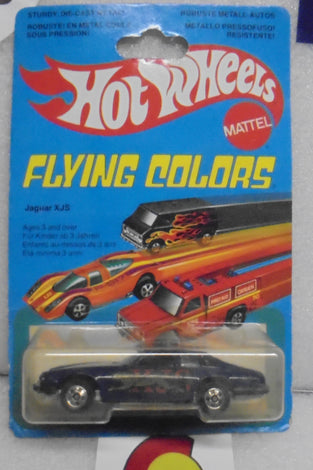 STURDY, DIE-CAST METAL
ROBUSTE! EN METAL COULÉ
SOUS PRESSION!
ROBUSTE METALL-AUTOS
METALLO PRESSOFUSO!
RESISTENTE!
Hot Wheels
MATTEL
FLYING COLORS
Jaguar XJS
Ages 3 and over
Für Kinder ab 3 Jahren
Enfants au-dessus de 3 ans
Età minima 3 anni